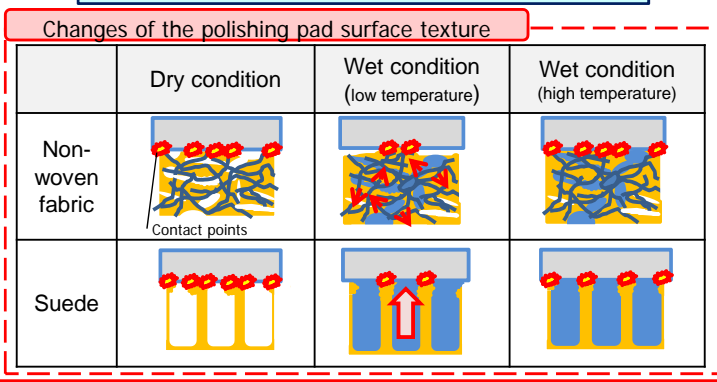 Changes of the polishing pad surface texture
Dry condition
Wet condition
(low temperature)
Wet condition
(high temperature)
Non-
woven
fabric
Contact points
Suede